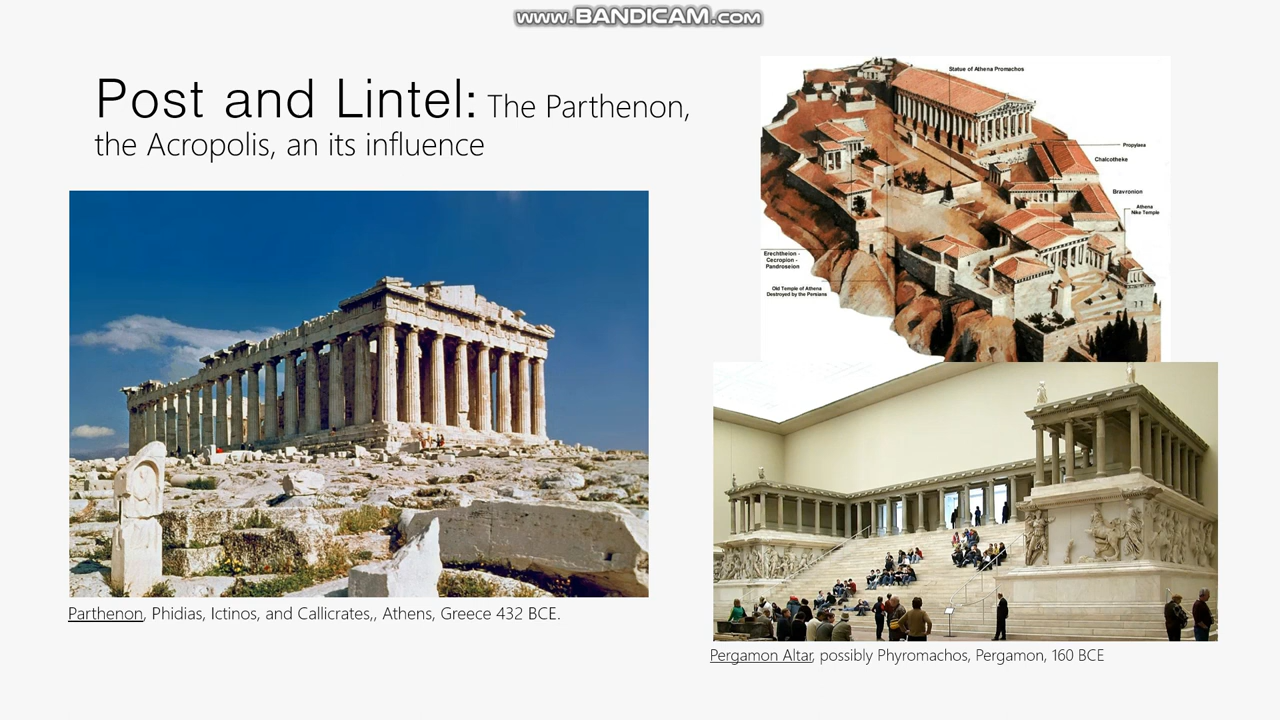 www.BANDICAM.com
Post and Lintel: The Parthenon,
the Acropolis, an its influence
Statue of Athena Promachos
Propylaea
Chalcotheke
Bravronion
Athena
Nike Temple
Erechtheion -
Cecropion -
Pandroseion
Old Temple of Athena
Destroyed by the Persians
Parthenon, Phidias, Ictinos, and Callicrates,, Athens, Greece 432 BCE.
Pergamon Altar, possibly Phyromachos, Pergamon, 160 BCE